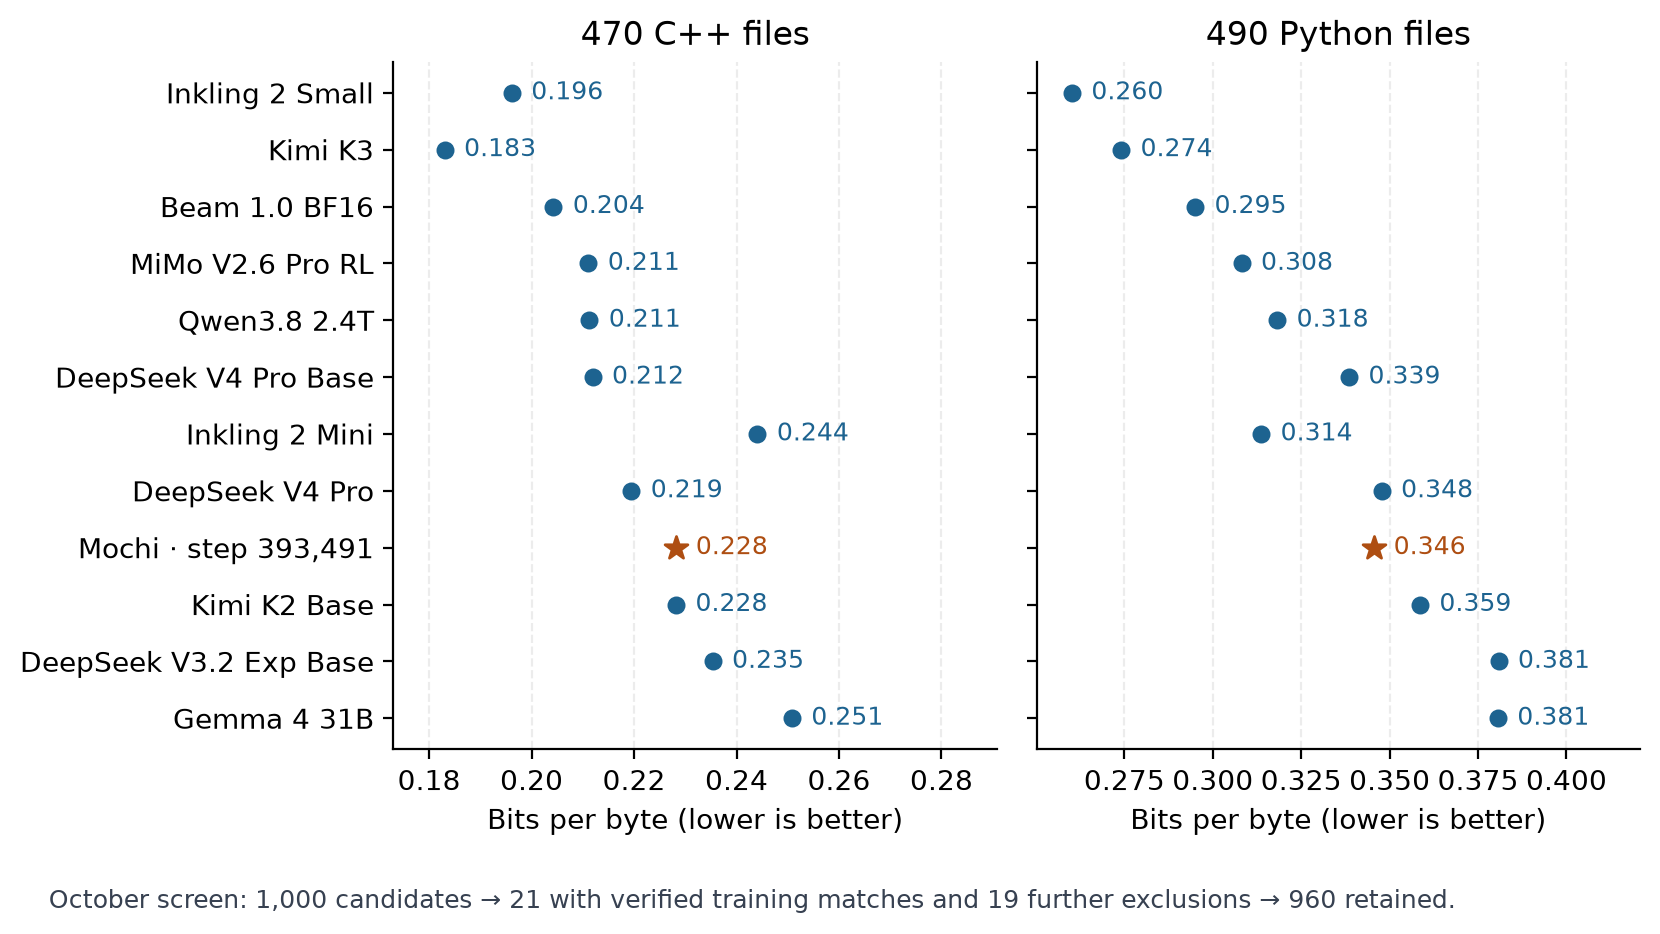 470 C++ files
490 Python files
Inkling 2 Small
0.196
0.260
Kimi K3
0.183
0.274
Beam 1.0 BF16
0.204
0.295
MiMo V2.6 Pro RL
0.211
0.308
Qwen3.8 2.4T
0.211
0.318
DeepSeek V4 Pro Base
0.212
0.339
Inkling 2 Mini
0.244
0.314
DeepSeek V4 Pro
0.219
0.348
Mochi · step 393,491
0.228
0.346
Kimi K2 Base
0.228
0.359
DeepSeek V3.2 Exp Base
0.235
0.381
Gemma 4 31B
0.251
0.381
0.18 0.20 0.22 0.24 0.26 0.28
0.275 0.300 0.325 0.350 0.375 0.400
Bits per byte (lower is better)
Bits per byte (lower is better)
October screen: 1,000 candidates → 21 with verified training matches and 19 further exclusions → 960 retained.